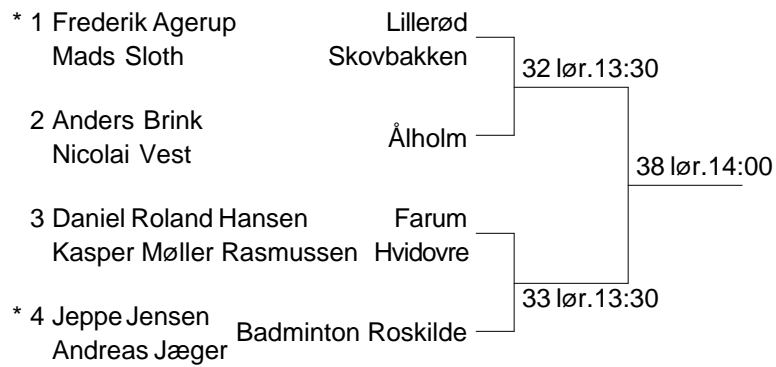 * 1 Frederik Agerup Lillerød
Mads Sloth Skovbakken
32 lør.13:30
2 Anders Brink
Ålholm
Nicolai Vest
38 lør.14:00
3 Daniel Roland Hansen Farum
Kasper Møller Rasmussen Hvidovre
33 lør.13:30
* 4 Jeppe Jensen
Badminton Roskilde
Andreas Jæger